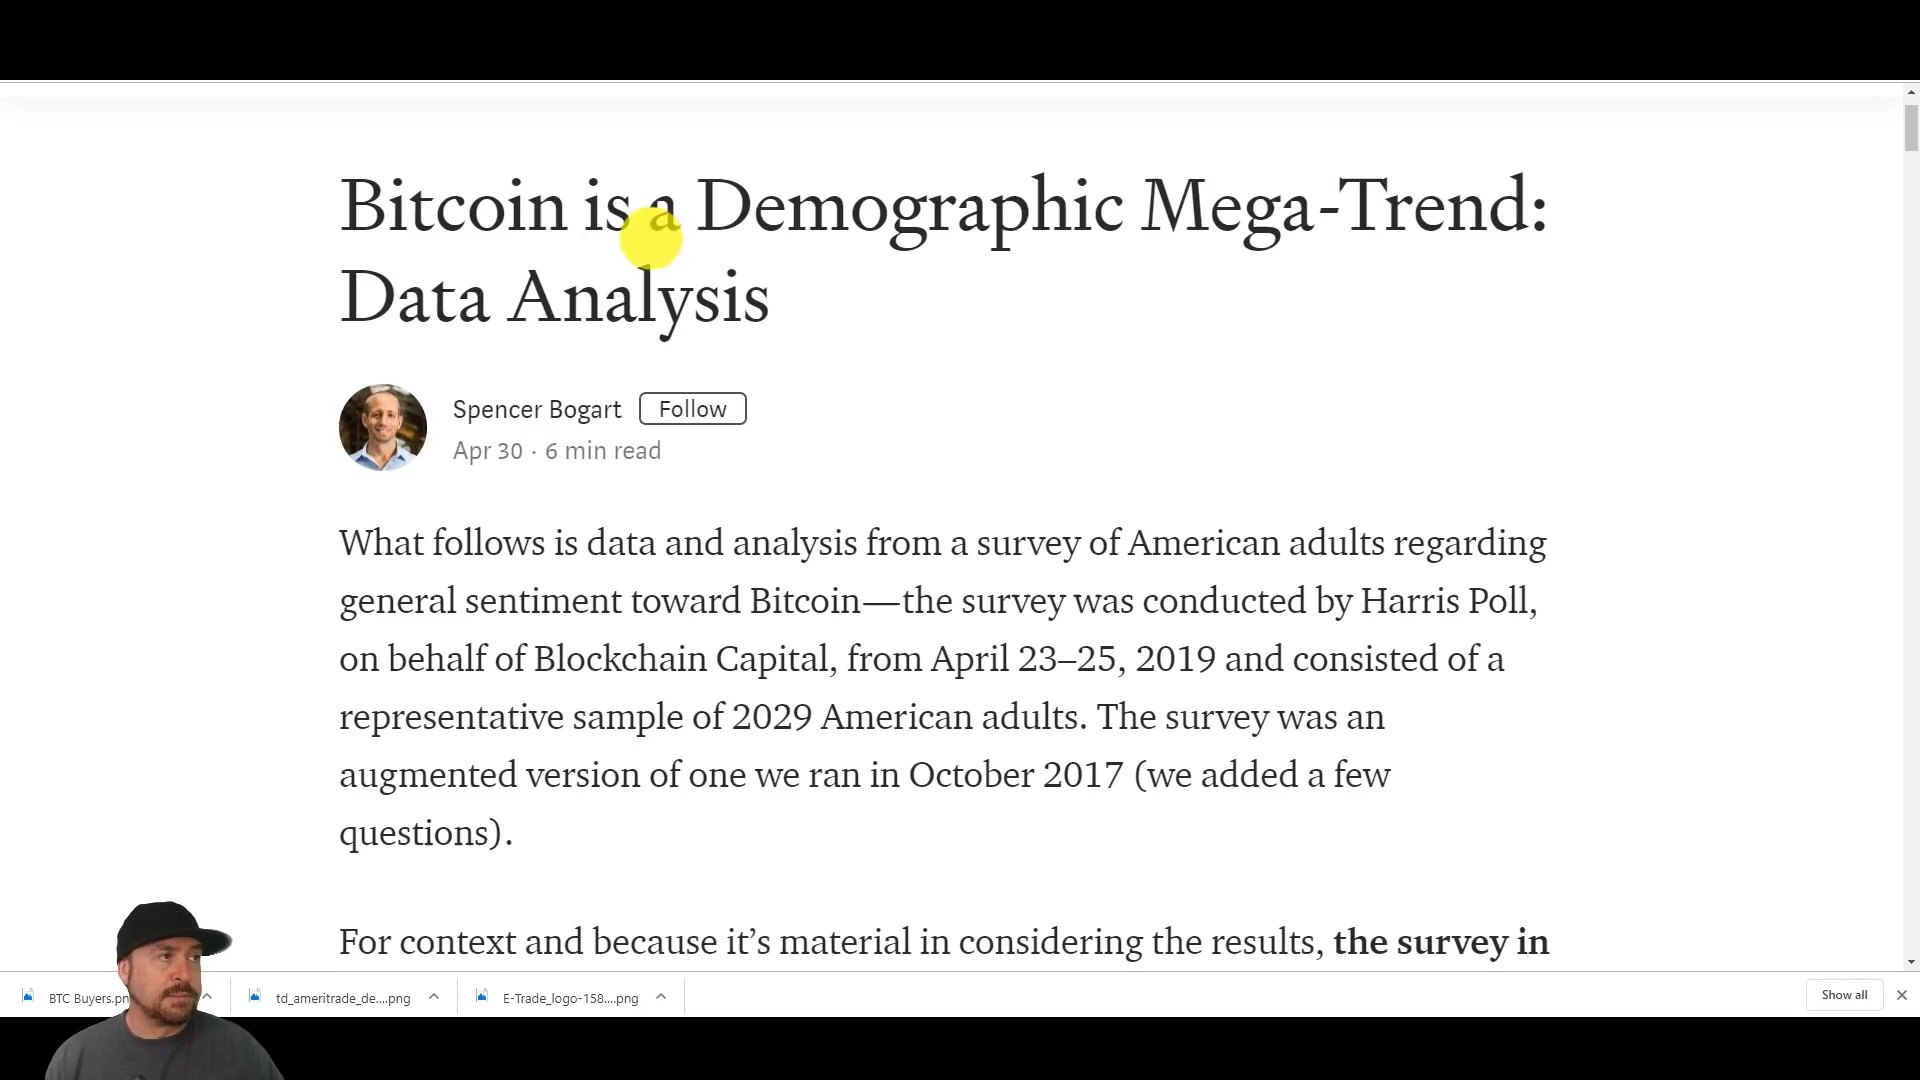 Bitcoin is a Demographic Mega-Trend:
Data Analysis
Spencer Bogart Follow
Apr 30 · 6 min read
What follows is data and analysis from a survey of American adults regarding
general sentiment toward Bitcoin—the survey was conducted by Harris Poll,
on behalf of Blockchain Capital, from April 23–25, 2019 and consisted of a
representative sample of 2029 American adults. The survey was an
augmented version of one we ran in October 2017 (we added a few
questions).
For context and because it’s material in considering the results, the survey in
BTC Buyers.pn td_ameritrade_de....png E-Trade_logo-158....png Show all